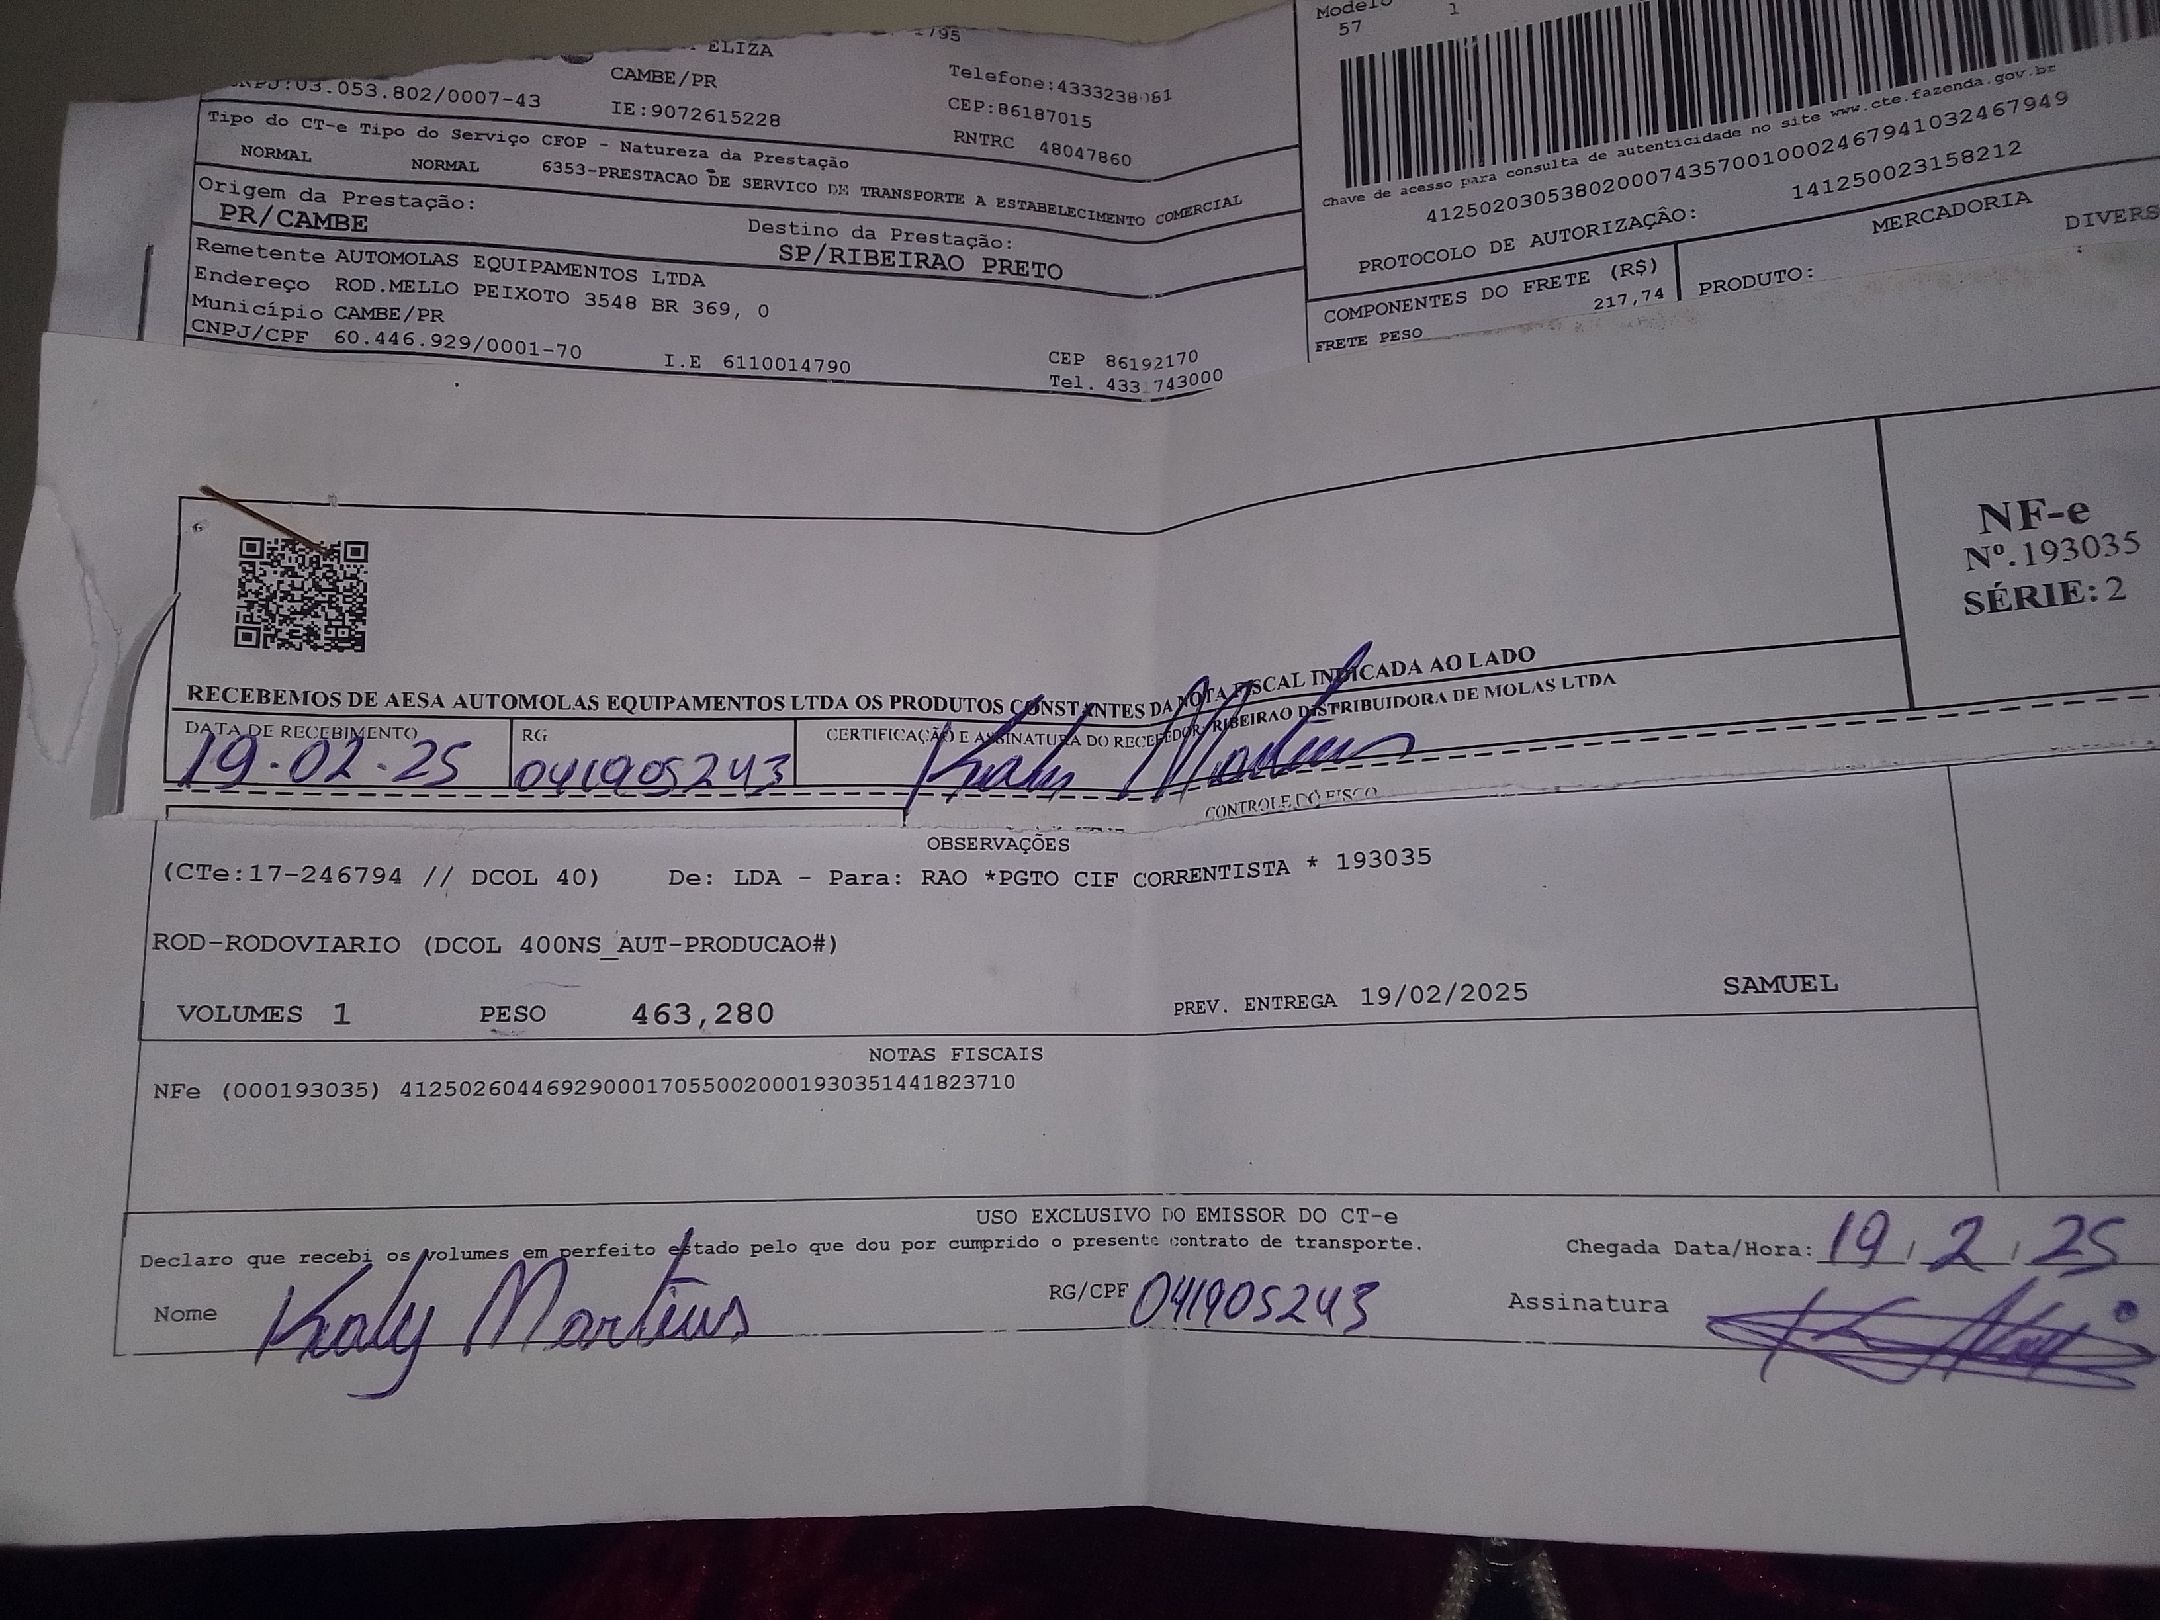 ELIZA
CAMBE/PR
CNPJ:03.053.802/0007-43 IE:9072615228
CEP:86187015
RNTRC 48047860
Modelo
57 1
Chave de acesso para consulta de autenticidade no site www.cte.fazenda.gov.br
41250203053802000743570010002467941032467949
PROTOCOLO DE AUTORIZAÇÂO: 141250023158212
Tipo do CT-e Tipo do Serviço CFOP - Natureza da Prestação
NORMAL NORMAL 6353-PRESTACAO DE SERVICO DE TRANSPORTE A ESTABELECIMENTO COMERCIAL
Origem da Prestação: Destino da Prestação:
PR/CAMBE SP/RIBEIRAO PRETO
COMPONENTES DO FRETE (R$) MERCADORIA
FRETE PESO 217,74 PRODUTO: DIVERS
Remetente AUTOMOLAS EQUIPAMENTOS LTDA
Endereço ROD.MELLO PEIXOTO 3548 BR 369, 0
Município CAMBE/PR CEP 86192170
CNPJ/CPF 60.446.929/0001-70 I.E 6110014790 Tel.
NF-e
Nº.193035
SÉRIE: 2
RECEBEMOS DE AESA AUTOMOLAS EQUIPAMENTOS LTDA OS PRODUTOS CONSTANTES DA NOTA FISCAL INDICADA AO LADO
DATA DE RECEBIMENTO RG CERTIFICAÇÃO E ASSINATURA DO RECEBEDOR RIBEIRAO DISTRIBUIDORA DE MOLAS LTDA
19.02.25 041905243 Kaly Martins
CONTROLE DO FISCO
OBSERVAÇÕES
(CTe:17-246794 // DCOL 40) De: LDA - Para: RAO *PGTO CIF CORRENTISTA * 193035
ROD-RODOVIARIO (DCOL 400NS_AUT-PRODUCAO#)
VOLUMES 1 PESO 463,280 PREV. ENTREGA 19/02/2025 SAMUEL
NOTAS FISCAIS
NFe (000193035) 41250260446929000170550020001930351441823710
USO EXCLUSIVO DO EMISSOR DO CT-e
Declaro que recebi os volumes em perfeito estado pelo que dou por cumprido o presente contrato de transporte. Chegada Data/Hora: 19/2/25
Nome Kaly Martins RG/CPF 041905243 Assinatura